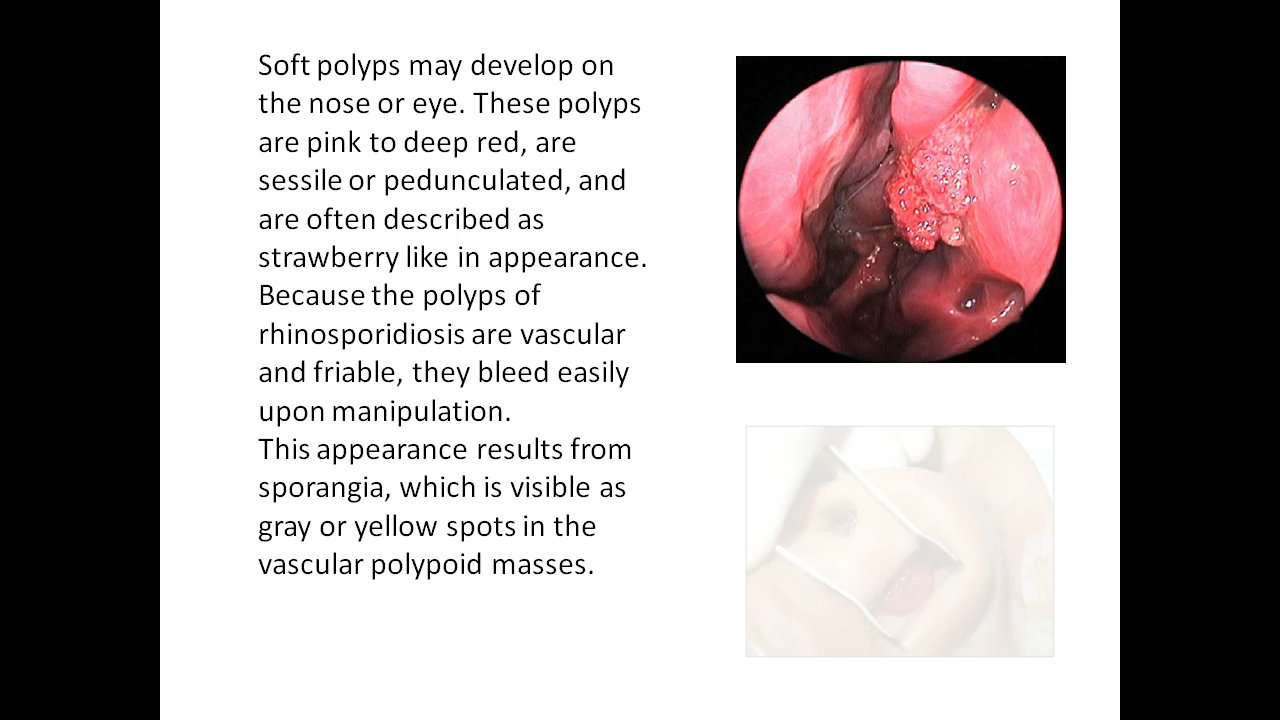 Soft polyps may develop on
the nose or eye. These polyps
are pink to deep red, are
sessile or pedunculated, and
are often described as
strawberry like in appearance.
Because the polyps of
rhinosporidiosis are vascular
and friable, they bleed easily
upon manipulation.
This appearance results from
sporangia, which is visible as
gray or yellow spots in the
vascular polypoid masses.